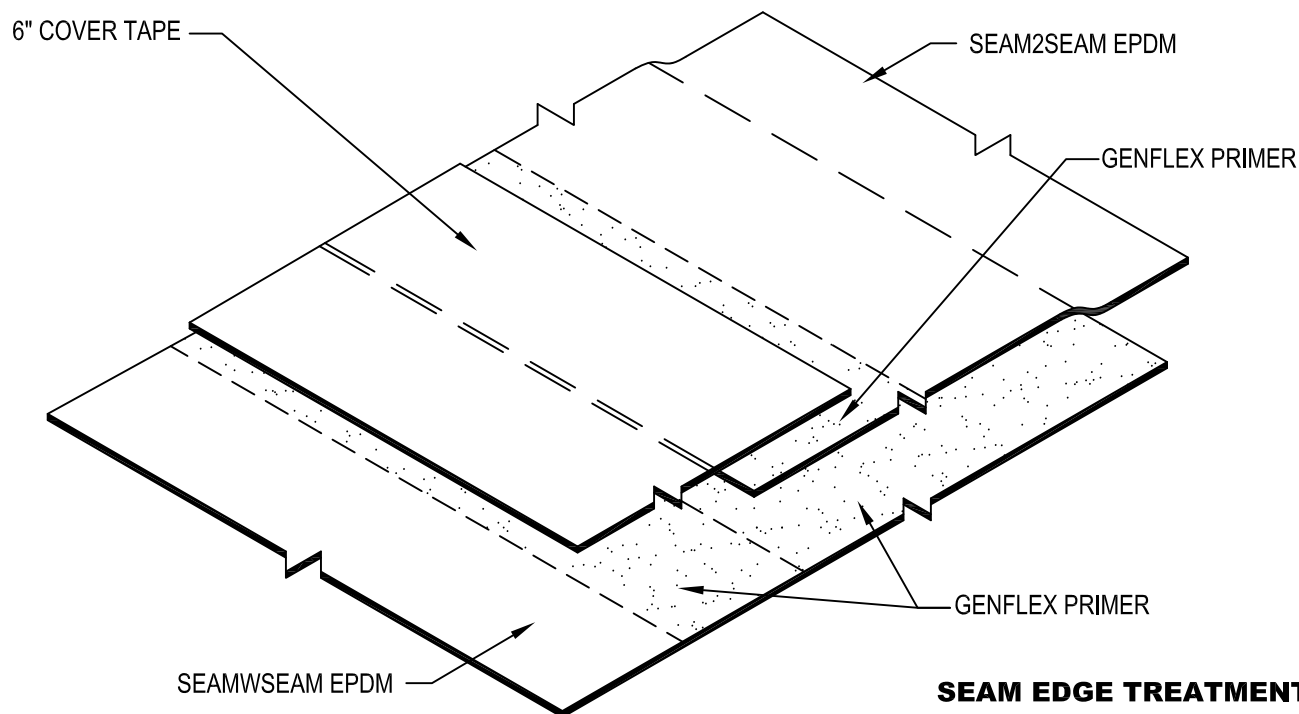 6" COVER TAPE
SEAM2SEAM EPDM
GENFLEX PRIMER
GENFLEX PRIMER
SEAMWSEAM EPDM
SEAM EDGE TREATMENT